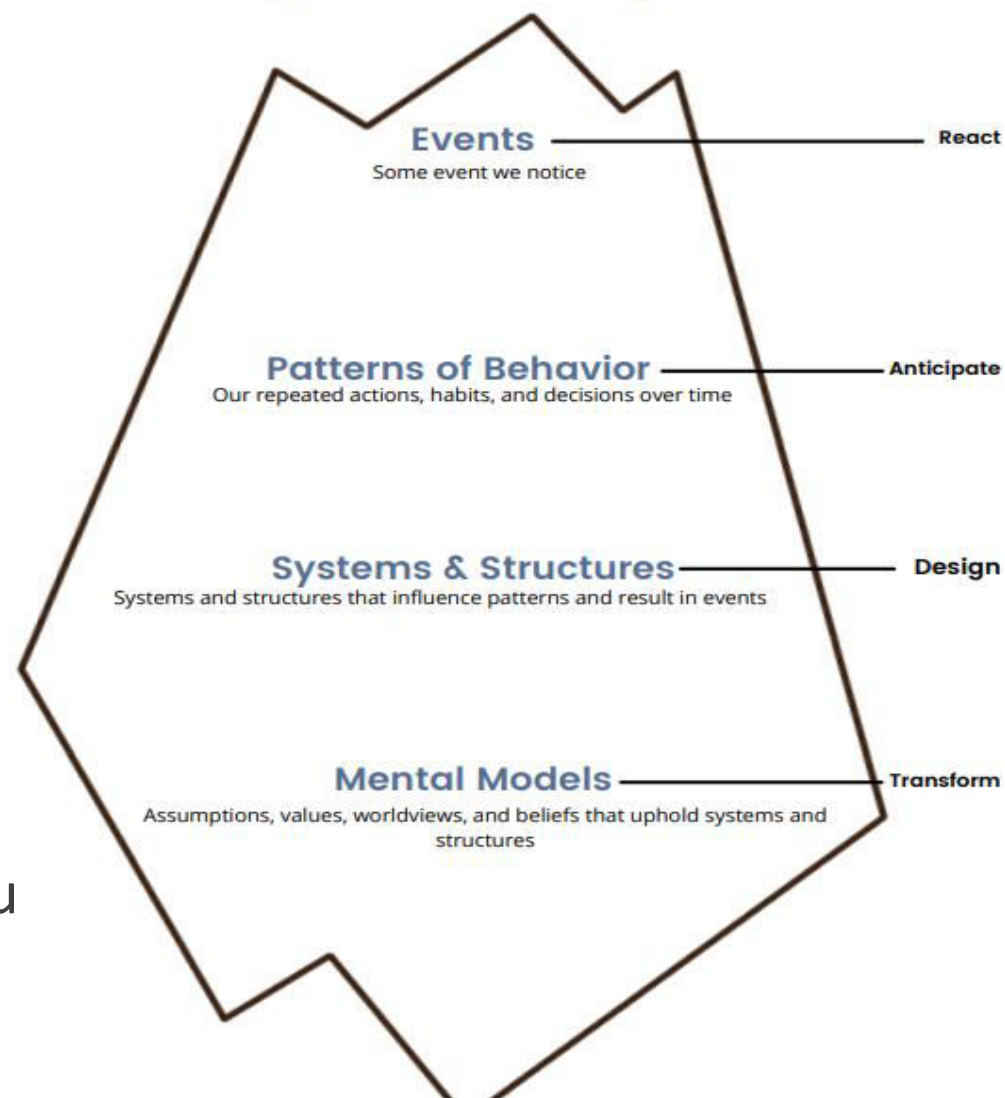 Events
React
Some event we notice
Patterns of Behavior
Anticipate
Our repeated actions, habits, and decisions over time
Systems & Structures
Design
Systems and structures that influence patterns and result in events
Mental Models
Transform
Assumptions, values, worldviews, and beliefs that uphold systems and
structures
u